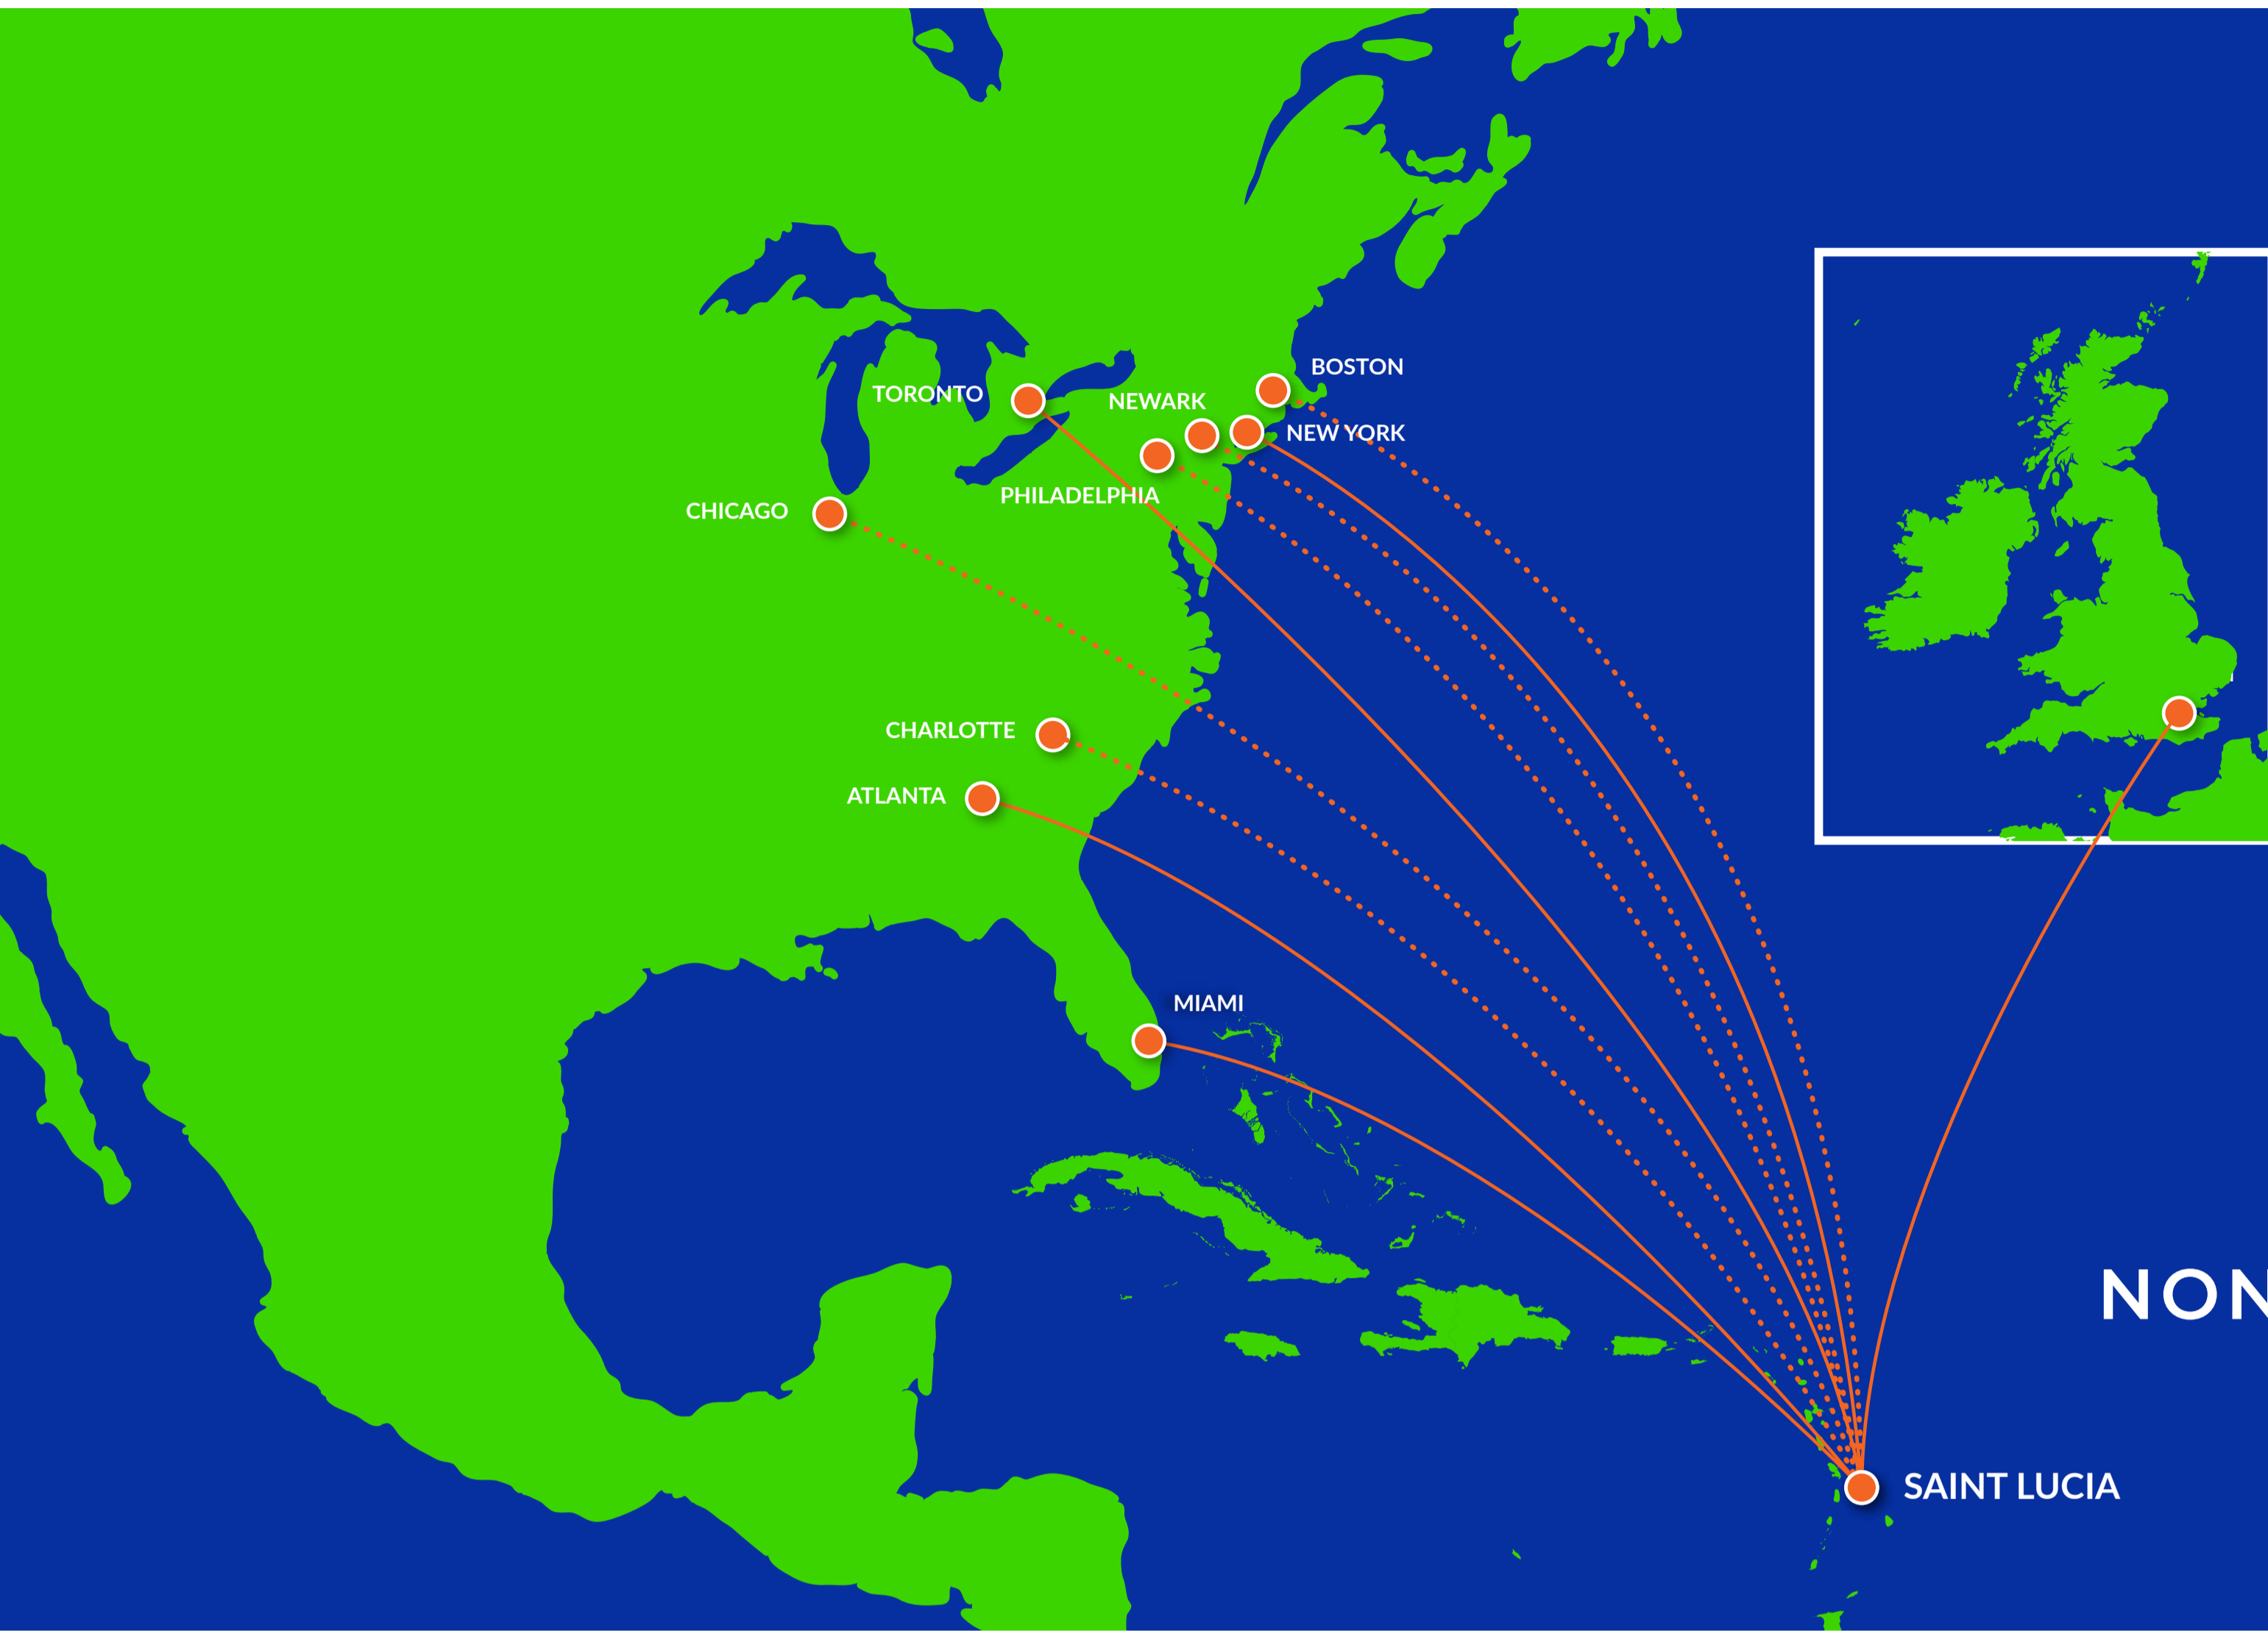 BOSTON
TORONTO
NEWARK
NEW YORK
PHILADELPHIA
CHICAGO
CHARLOTTE
ATLANTA
MIAMI
NON
SAINT LUCIA